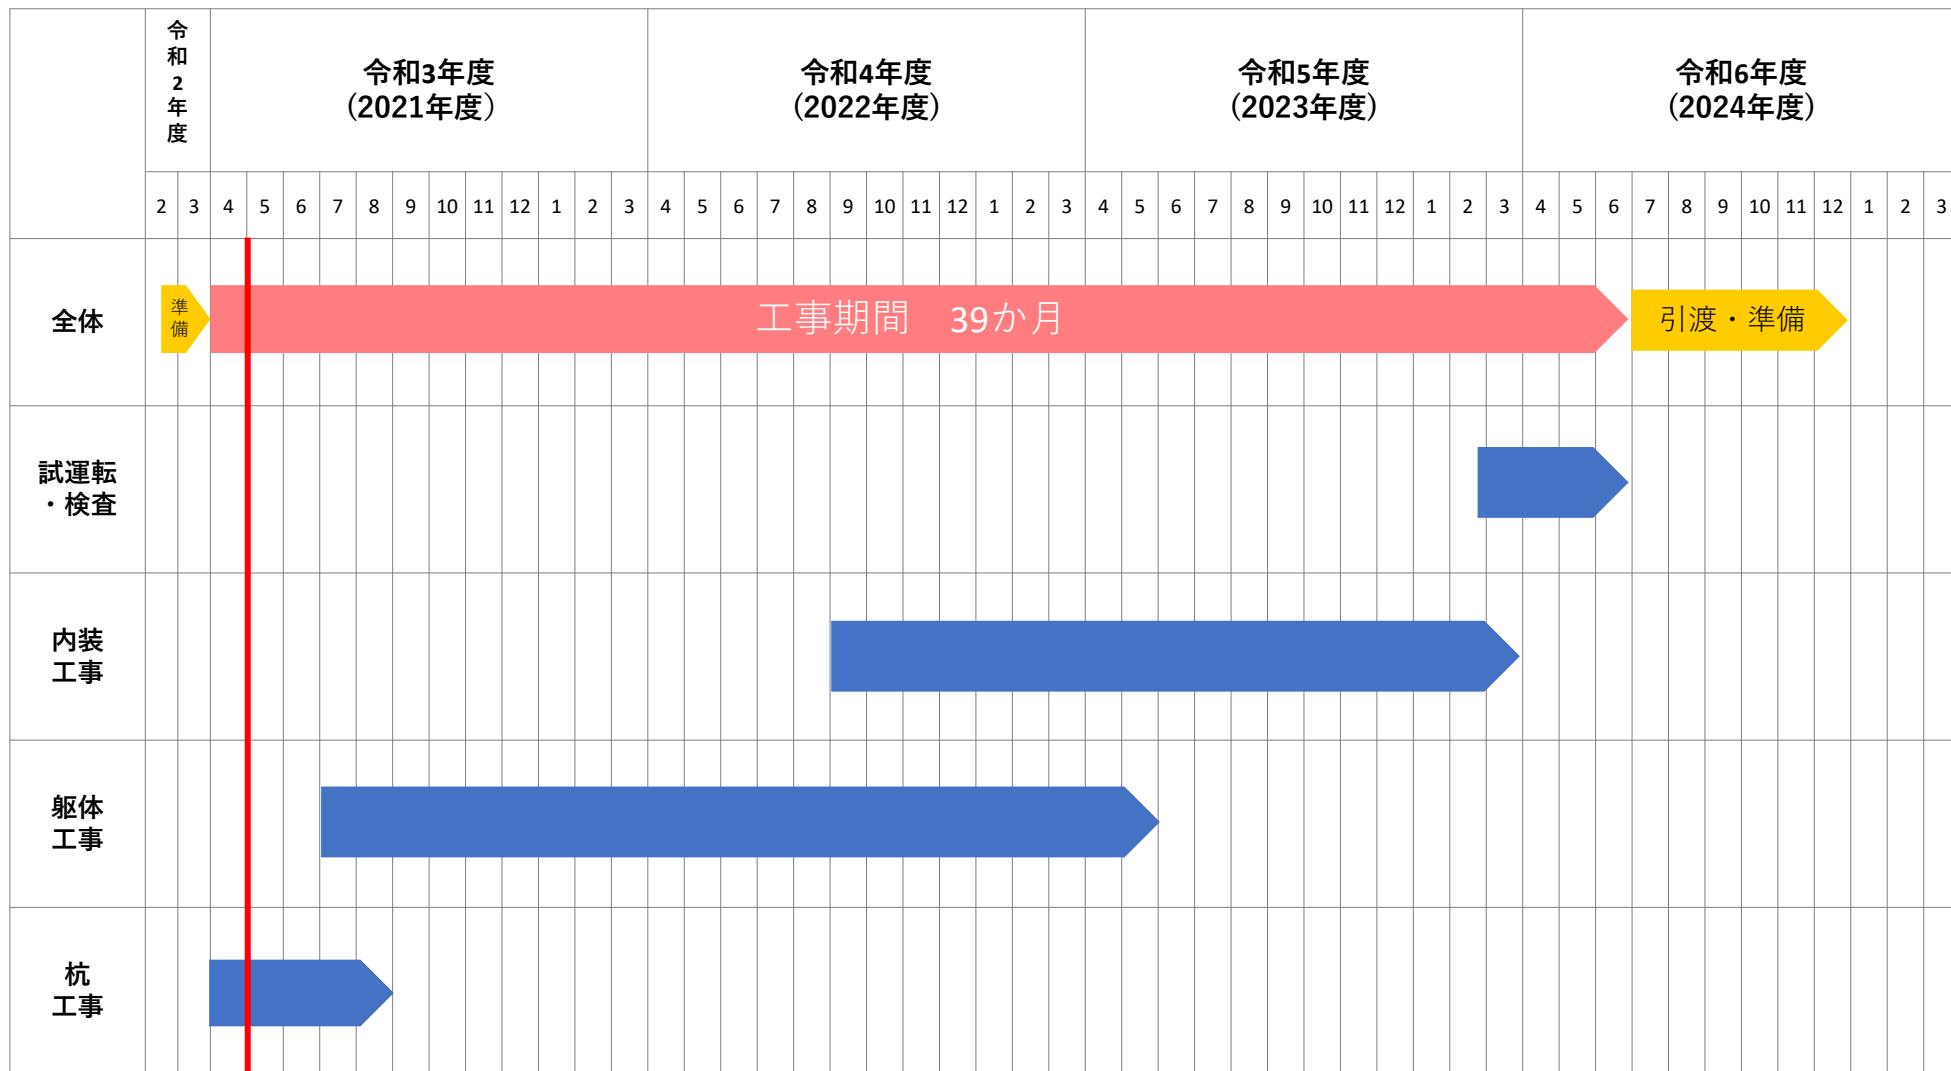 令和2年度
令和3年度
（2021年度）
令和4年度
（2022年度）
令和5年度
（2023年度）
令和6年度
（2024年度）
2 3 4 5 6 7 8 9 10 11 12 1 2 3 4 5 6 7 8 9 10 11 12 1 2 3 4 5 6 7 8 9 10 11 12 1 2 3 4 5 6 7 8 9 10 11 12 1 2 3
全体
準備
工事期間　39か月
引渡・準備
試運転
・検査
内装
工事
躯体
工事
杭
工事